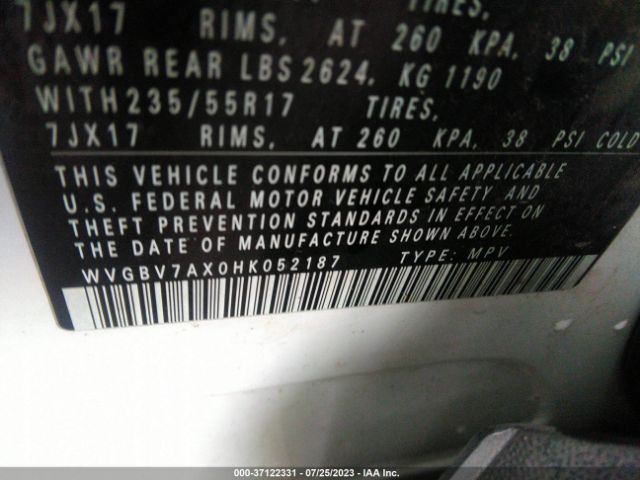 TIRES,
7JX17 RIMS, AT 260 KPA, 38 PSI
GAWR REAR LBS2624, KG1190
WITH235/55R17 TIRES,
7JX17 RIMS, AT 260 KPA, 38 PSI COLD
THIS VEHICLE CONFORMS TO ALL APPLICABLE
U.S. FEDERAL MOTOR VEHICLE SAFETY AND
THEFT PREVENTION STANDARDS IN EFFECT ON
THE DATE OF MANUFACTURE SHOWN ABOVE.
WVGBV7AX0HK052187 TYPE: MPV
000-37122331 - 07/25/2023 - IAA Inc.